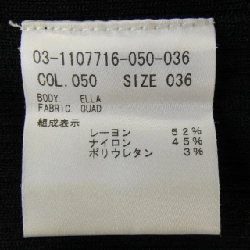 03-1107716-050-036
COL.050 SIZE 036
BODY ELLA
FABRIC QUAD
組成表示
レーヨン 52%
ナイロン 45%
ポリウレタン 3%